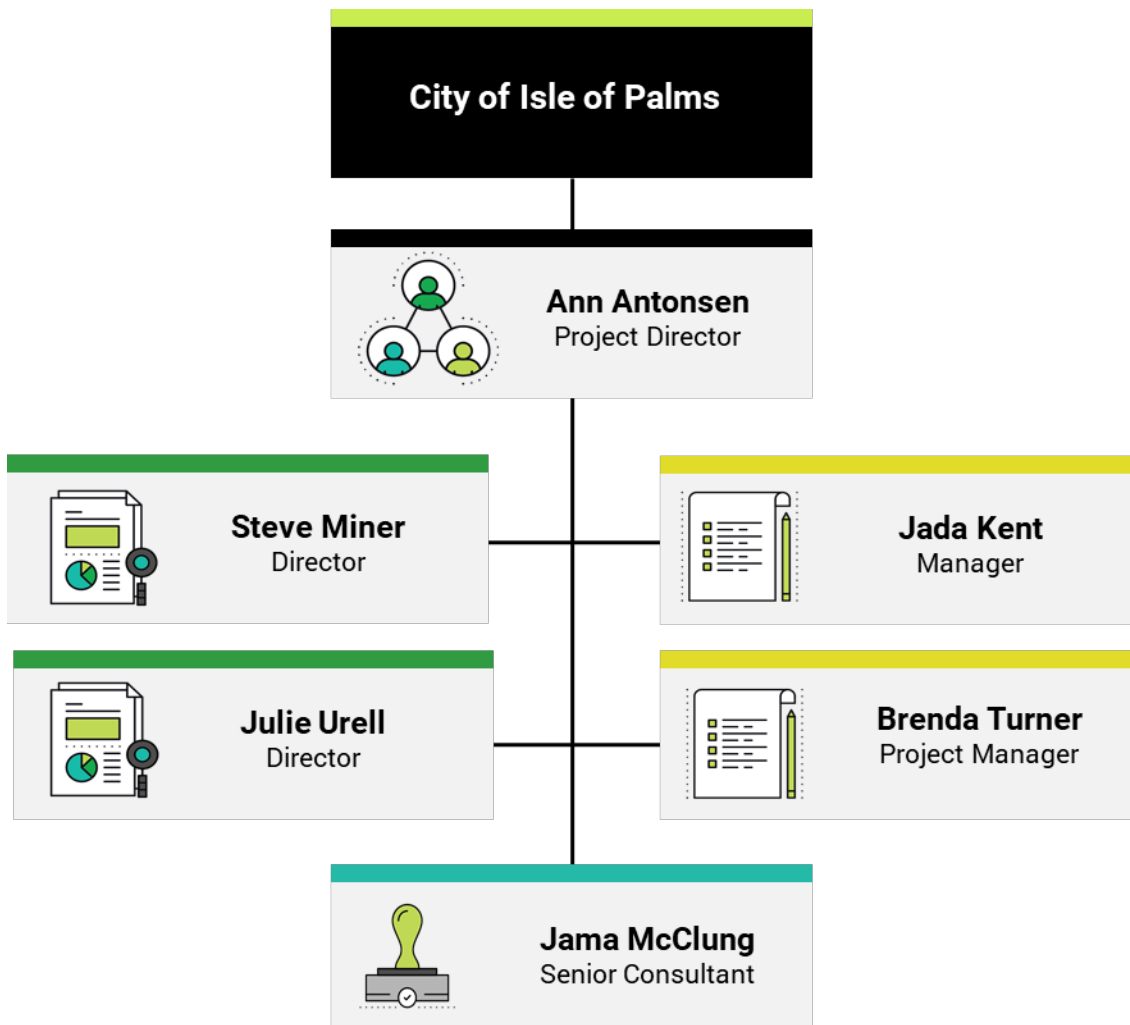 City of Isle of Palms
Ann Antonsen
Project Director
Steve Miner
Director
Jada Kent
Manager
Julie Urell
Director
Brenda Turner
Project Manager
Jama McClung
Senior Consultant